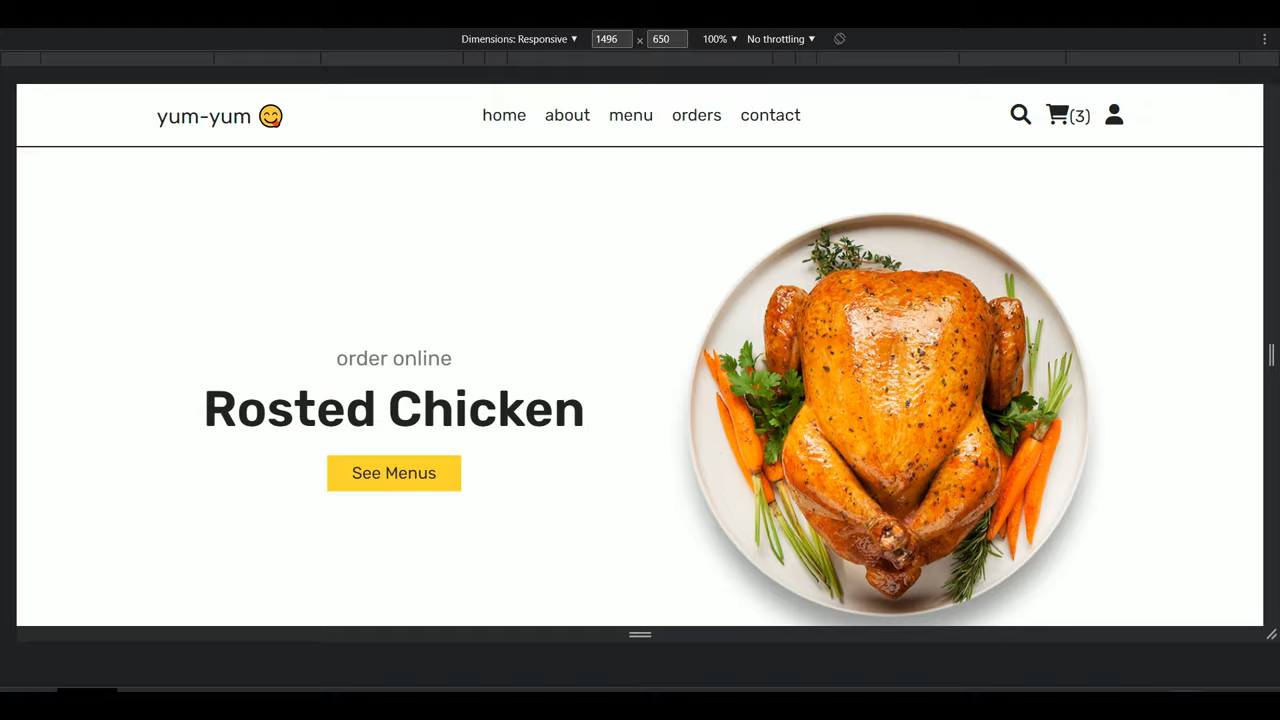 Dimensions: Responsive ▼ 1496 × 650 100% ▼ No throttling ▼
yum-yum 😋 home about menu orders contact (3)
order online
Rosted Chicken
See Menus